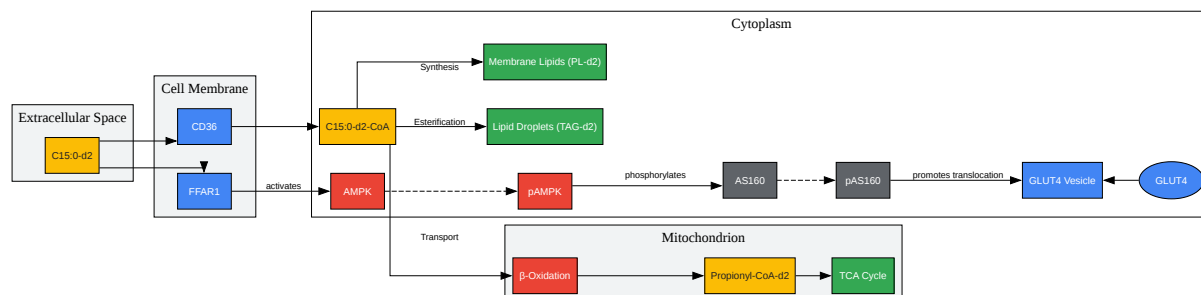 Cytoplasm
Synthesis
Membrane Lipids (PL-d2)
Cell Membrane
Extracellular Space
CD36
C15:0-d2-CoA
Esterification
Lipid Droplets (TAG-d2)
C15:0-d2
FFAR1
activates
AMPK
pAMPK
phosphorylates
AS160
pAS160
promotes translocation
GLUT4 Vesicle
GLUT4
Transport
Mitochondrion
β-Oxidation
Propionyl-CoA-d2
TCA Cycle